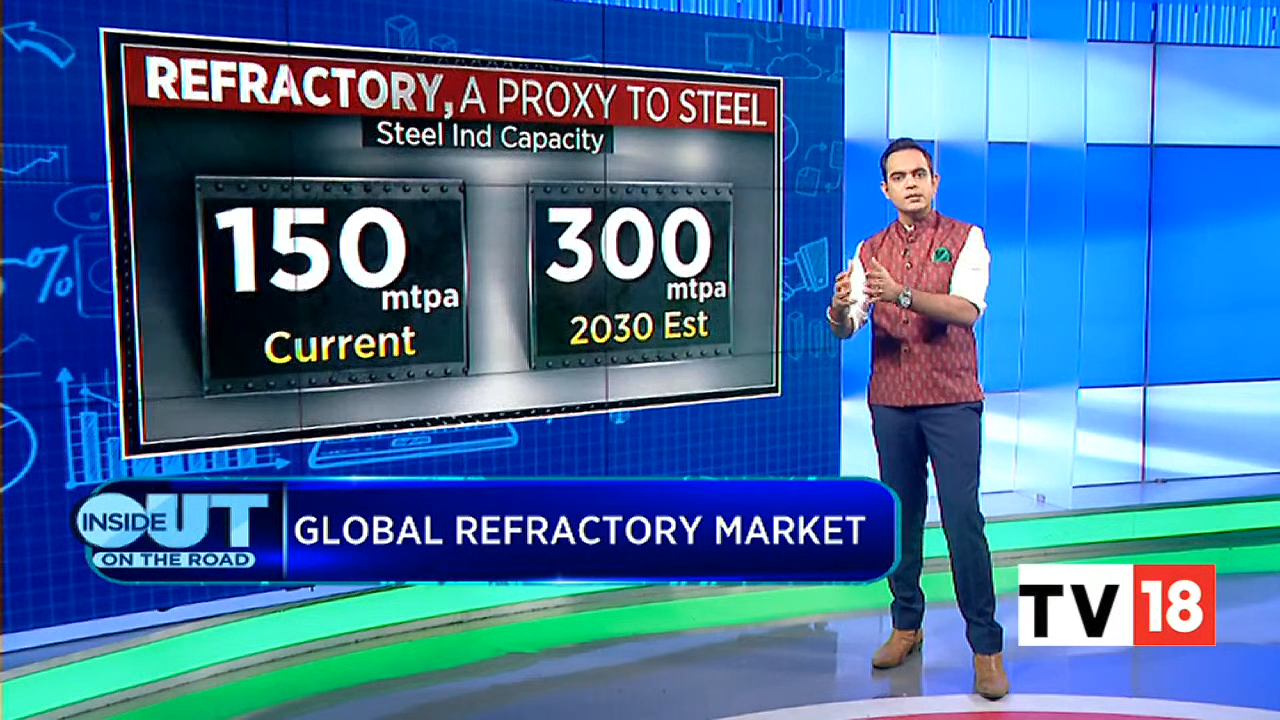 REFRACTORY, A PROXY TO STEEL
Steel Ind Capacity
150 mtpa
Current
300 mtpa
2030 Est
%
INSIDE OUT
ON THE ROAD
GLOBAL REFRACTORY MARKET
TV18